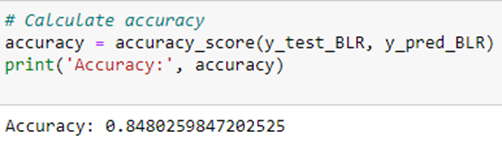 # Calculate accuracy
accuracy = accuracy_score(y_test_BLR, y_pred_BLR)
print('Accuracy:', accuracy)
Accuracy: 0.8480259847202525